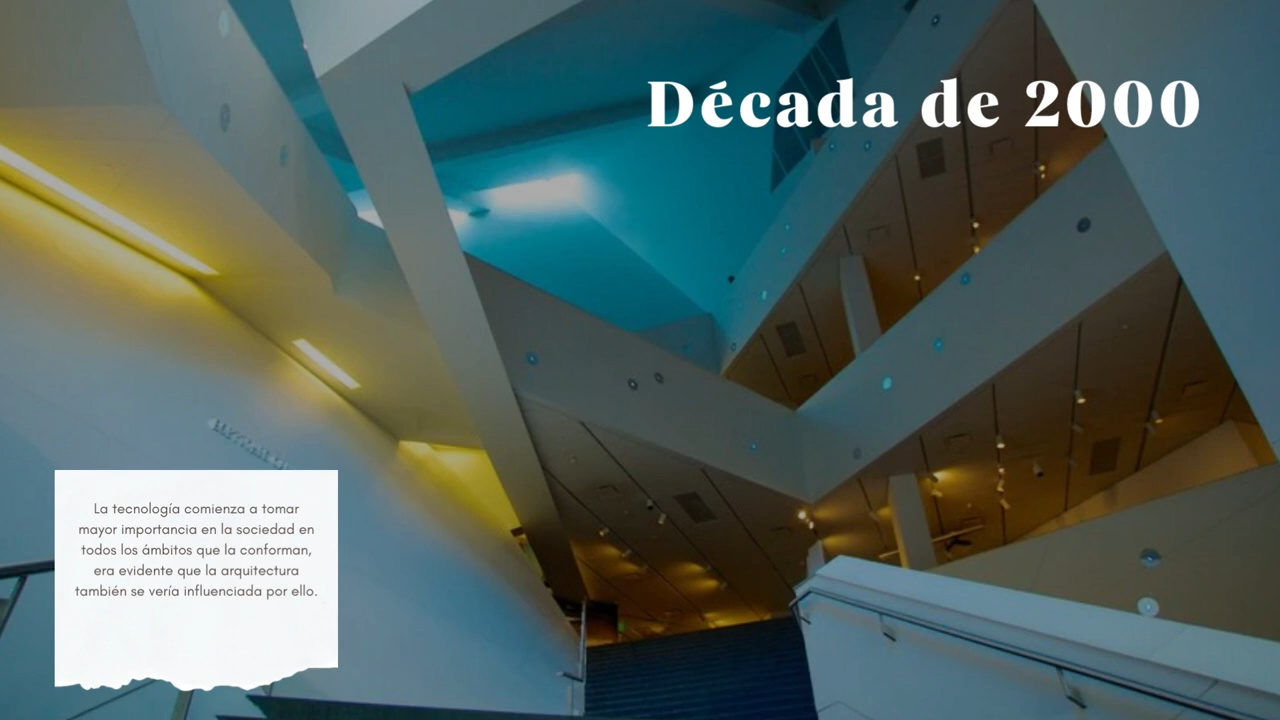 Década de 2000
La tecnología comienza a tomar
mayor importancia en la sociedad en
todos los ámbitos que la conforman,
era evidente que la arquitectura
también se vería influenciada por ello.